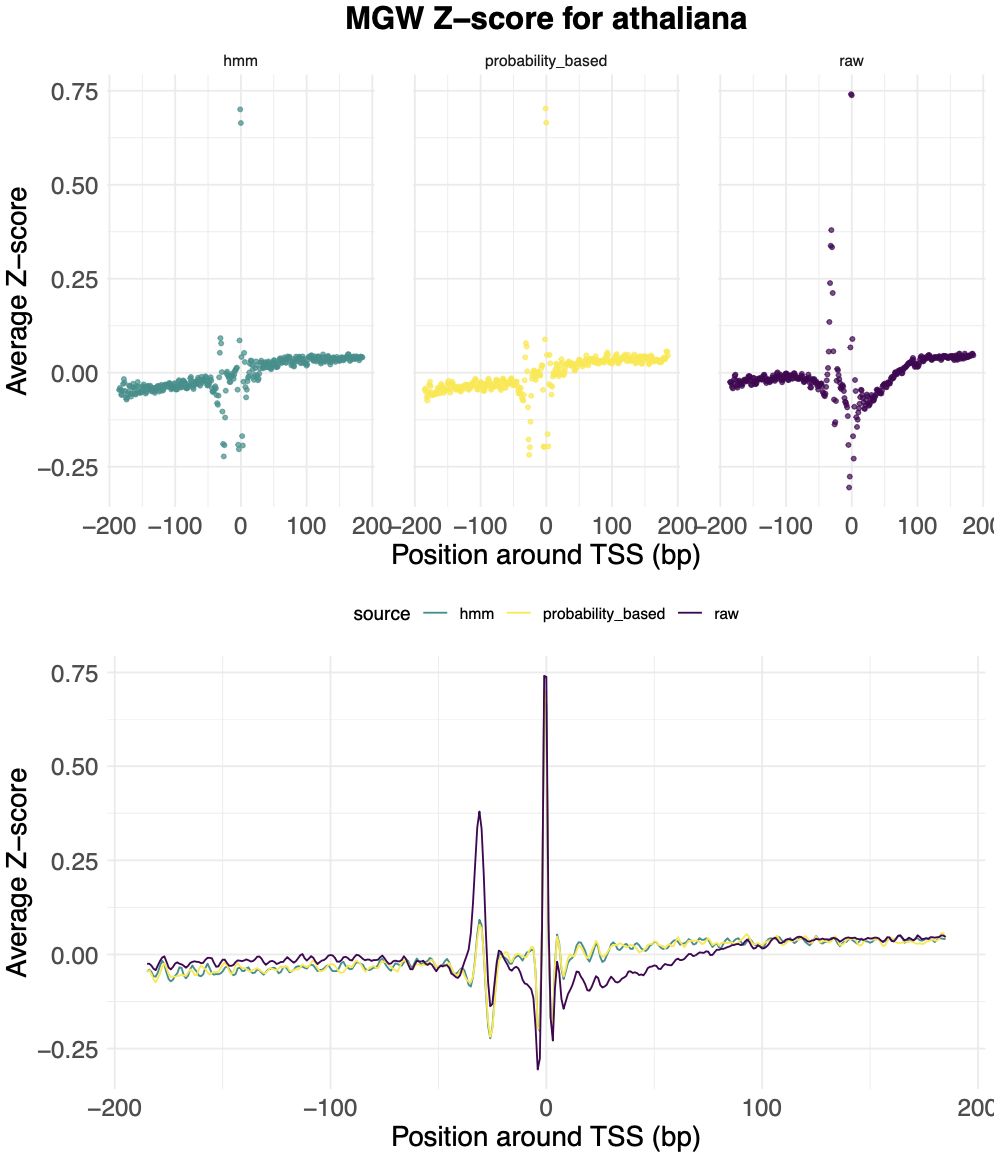 MGW Z−score for athaliana
hmm probability_based raw
Average Z−score
0.75
0.50
0.25
0.00
−0.25
−200 −100 0 100 200 −200 −100 0 100 200 −200 −100 0 100 200
Position around TSS (bp)
source hmm probability_based raw
Average Z−score
0.75
0.50
0.25
0.00
−0.25
−200 −100 0 100 200
Position around TSS (bp)